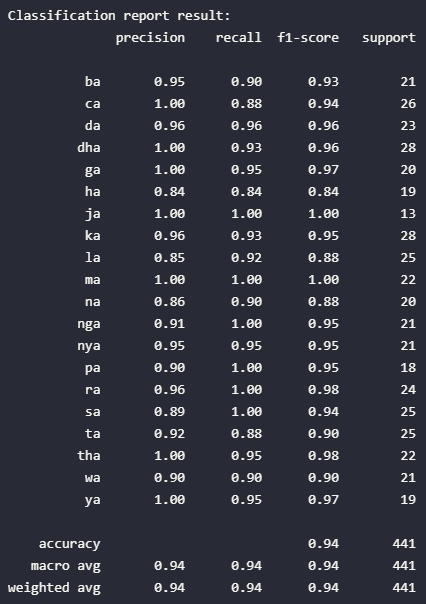 Classification report result:
precision recall f1-score support
ba 0.95 0.90 0.93 21
ca 1.00 0.88 0.94 26
da 0.96 0.96 0.96 23
dha 1.00 0.93 0.96 28
ga 1.00 0.95 0.97 20
ha 0.84 0.84 0.84 19
ja 1.00 1.00 1.00 13
ka 0.96 0.93 0.95 28
la 0.85 0.92 0.88 25
ma 1.00 1.00 1.00 22
na 0.86 0.90 0.88 20
nga 0.91 1.00 0.95 21
nya 0.95 0.95 0.95 21
pa 0.90 1.00 0.95 18
ra 0.96 1.00 0.98 24
sa 0.89 1.00 0.94 25
ta 0.92 0.88 0.90 25
tha 1.00 0.95 0.98 22
wa 0.90 0.90 0.90 21
ya 1.00 0.95 0.97 19
accuracy 0.94 441
macro avg 0.94 0.94 0.94 441
weighted avg 0.94 0.94 0.94 441